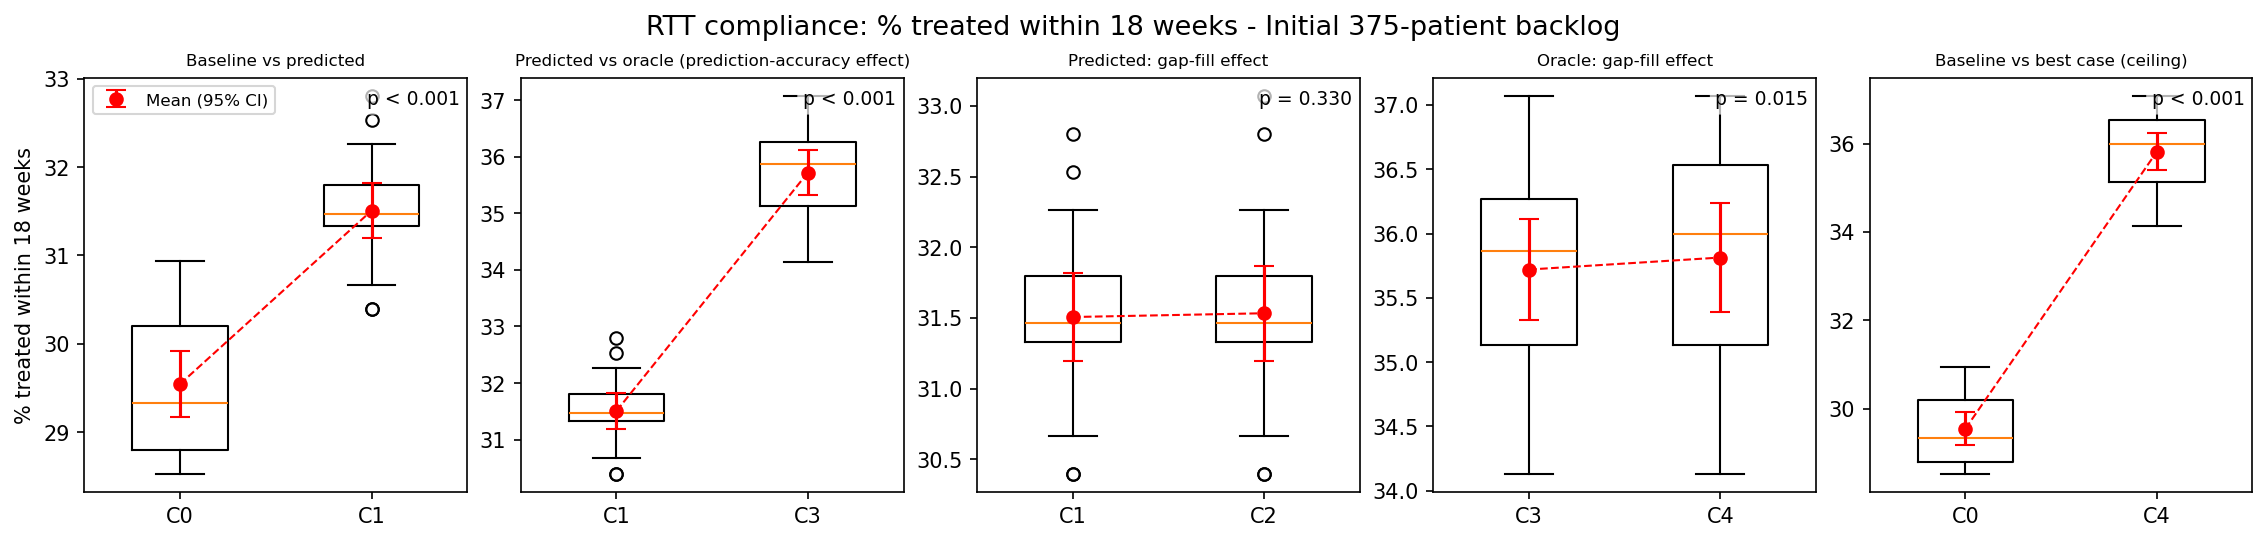 RTT compliance: % treated within 18 weeks - Initial 375-patient backlog
Baseline vs predicted
% treated within 18 weeks
33
32
31
30
29
Mean (95% CI)
p < 0.001
C0 C1
Predicted vs oracle (prediction-accuracy effect)
37
36
35
34
33
32
31
p < 0.001
C1 C3
Predicted: gap-fill effect
33.0
32.5
32.0
31.5
31.0
30.5
p = 0.330
C1 C2
Oracle: gap-fill effect
37.0
36.5
36.0
35.5
35.0
34.5
34.0
p = 0.015
C3 C4
Baseline vs best case (ceiling)
36
34
32
30
p < 0.001
C0 C4